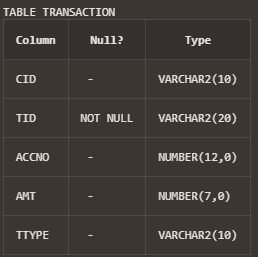 TABLE TRANSACTION
Column Null? Type
CID - VARCHAR2(10)
TID NOT NULL VARCHAR2(20)
ACCNO - NUMBER(12,0)
AMT - NUMBER(7,0)
TTYPE - VARCHAR2(10)